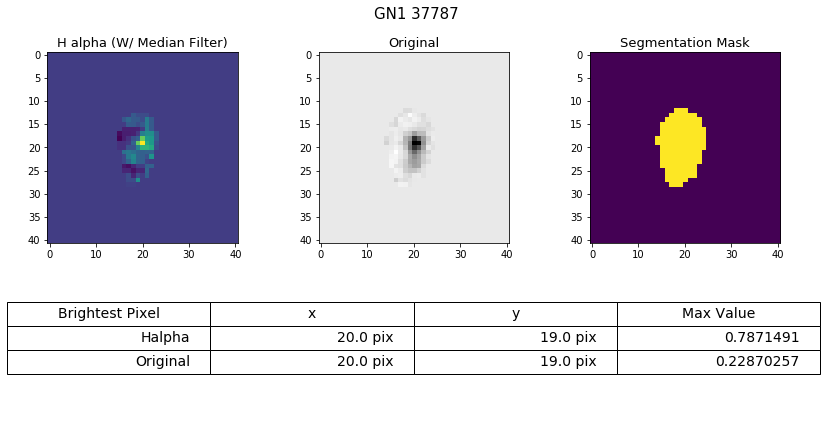 GN1 37787
H alpha (W/ Median Filter) Original Segmentation Mask
0 0 0
5 5 5
10 10 10
15 15 15
20 20 20
25 25 25
30 30 30
35 35 35
40 40 40
0 10 20 30 40 0 10 20 30 40 0 10 20 30 40
Brightest Pixel x y Max Value
Halpha 20.0 pix 19.0 pix 0.7871491
Original 20.0 pix 19.0 pix 0.22870257